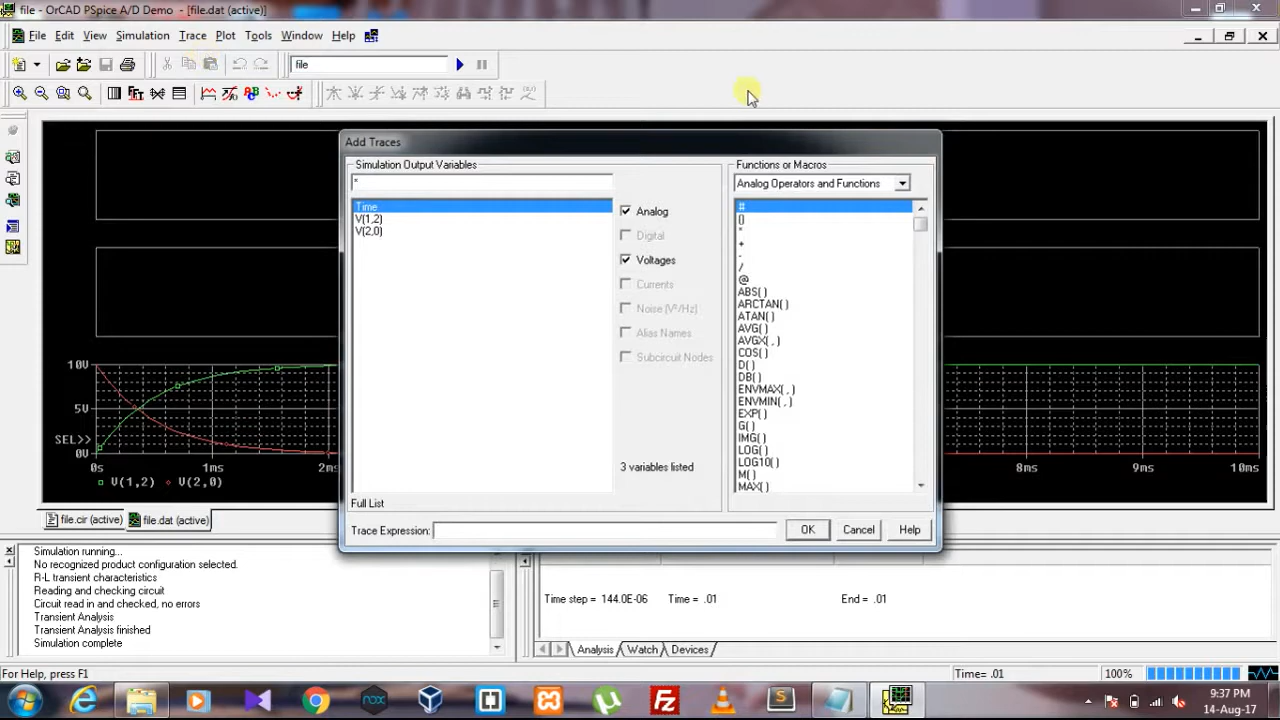 file - OrCAD PSpice A/D Demo - [file.dat (active)]
File Edit View Simulation Trace Plot Tools Window Help
file
Add Traces
Simulation Output Variables
*
Time
V(1,2)
V(2,0)
Analog
Digital
Voltages
Currents
Noise (V²/Hz)
Alias Names
Subcircuit Nodes
3 variables listed
Full List
Functions or Macros
Analog Operators and Functions
#
()
*
+
-
/
@
ABS()
ARCTAN()
ATAN()
AVG()
AVGX(,)
COS()
D()
DB()
ENVMAX(,)
ENVMIN(,)
EXP()
G()
IMG()
LOG()
LOG10()
M()
MAX()
Trace Expression:
OK Cancel Help
10V
5V
SEL>>
0V
0s 1ms 2ms 8ms 9ms 10ms
V(1,2) V(2,0)
file.cir (active) file.dat (active)
Simulation running...
No recognized product configuration selected.
R-L transient characteristics
Reading and checking circuit
Circuit read in and checked, no errors
Transient Analysis
Transient Analysis finished
Simulation complete
Time step = 144.0E-06 Time = .01 End = .01
Analysis Watch Devices
For Help, press F1 Time= .01 100%
9:37 PM
14-Aug-17